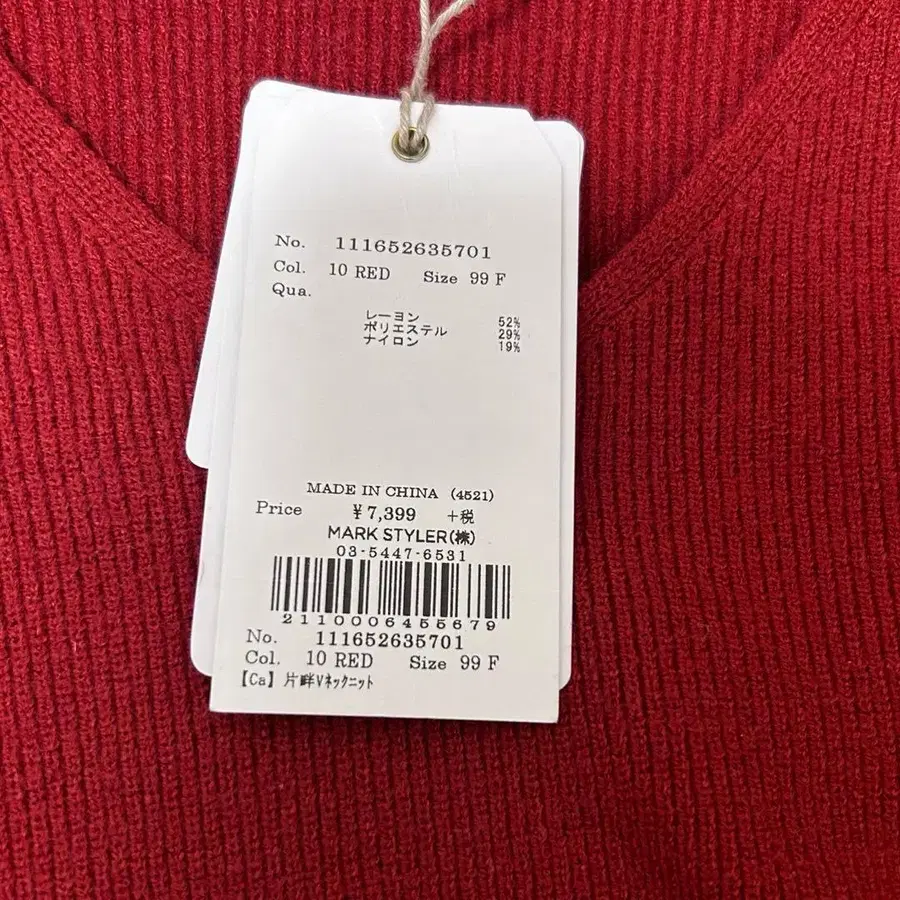 No. 111652635701
Col. 10 RED Size 99 F
Qua.
レーヨン 52%
ポリエステル 29%
ナイロン 19%
MADE IN CHINA (4521)
Price ¥7,399 +税
MARK STYLER(株)
03-5447-6531
2110006455679
No. 111652635701
Col. 10 RED Size 99 F
【Ca】片畔Vネックニット